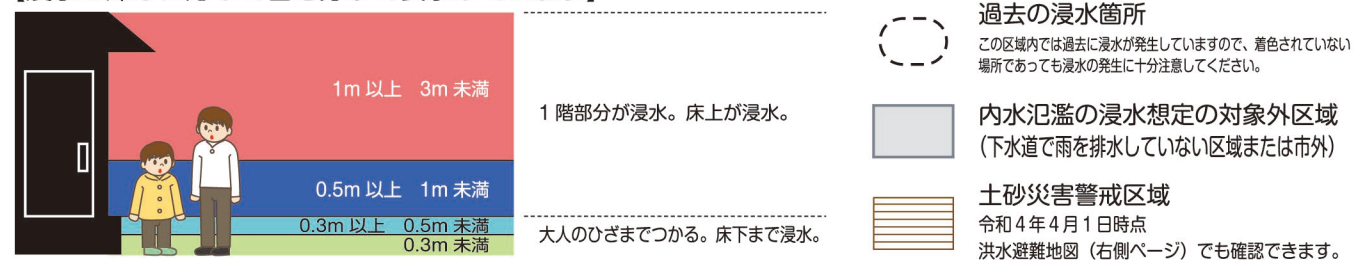 1m 以上 3m 未満
0.5m 以上 1m 未満
0.3m 以上 0.5m 未満
0.3m 未満
1 階部分が浸水。床上が浸水。
大人のひざまでつかる。床下まで浸水。
過去の浸水箇所
この区域内では過去に浸水が発生していますので、着色されていない
場所であっても浸水の発生に十分注意してください。
内水氾濫の浸水想定の対象外区域
(下水道で雨を排水していない区域または市外)
土砂災害警戒区域
令和4年4月1日時点
洪水避難地図（右側ページ）でも確認できます。